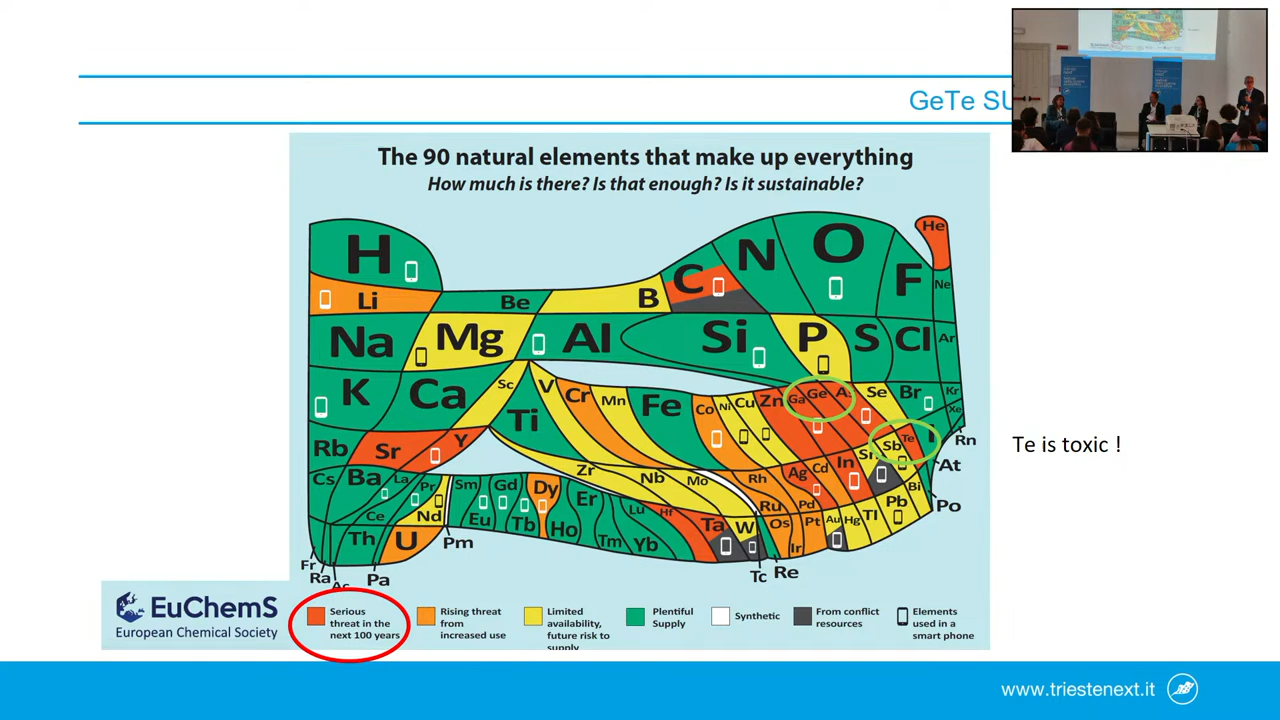 GeTe SU
The 90 natural elements that make up everything
How much is there? Is that enough? Is it sustainable?
H
He
Li Be B C N O F Ne
Na Mg Al Si P S Cl Ar
K Ca Sc Ti V Cr Mn Fe Co Ni Cu Zn Ga Ge As Se Br Kr
Rb Sr Y Zr Nb Mo Rh Ag Cd In Sn Sb Te I Xe
Rn
Cs Ba La Pr Nd Sm Gd Dy Er Lu Hf Ta W Ru Pd Pb Bi At
Ce Eu Tb Ho Tm Yb Os Ir Pt Au Hg Tl Po
Th U Pm Tc Re
Fr Ra Ac Pa
Te is toxic !
EuChemS
European Chemical Society
Serious
threat in the
next 100 years
Rising threat
from
increased use
Limited
availability,
future risk to
supply
Plentiful
Supply
Synthetic
From conflict
resources
Elements
used in a
smart phone
www.triestenext.it